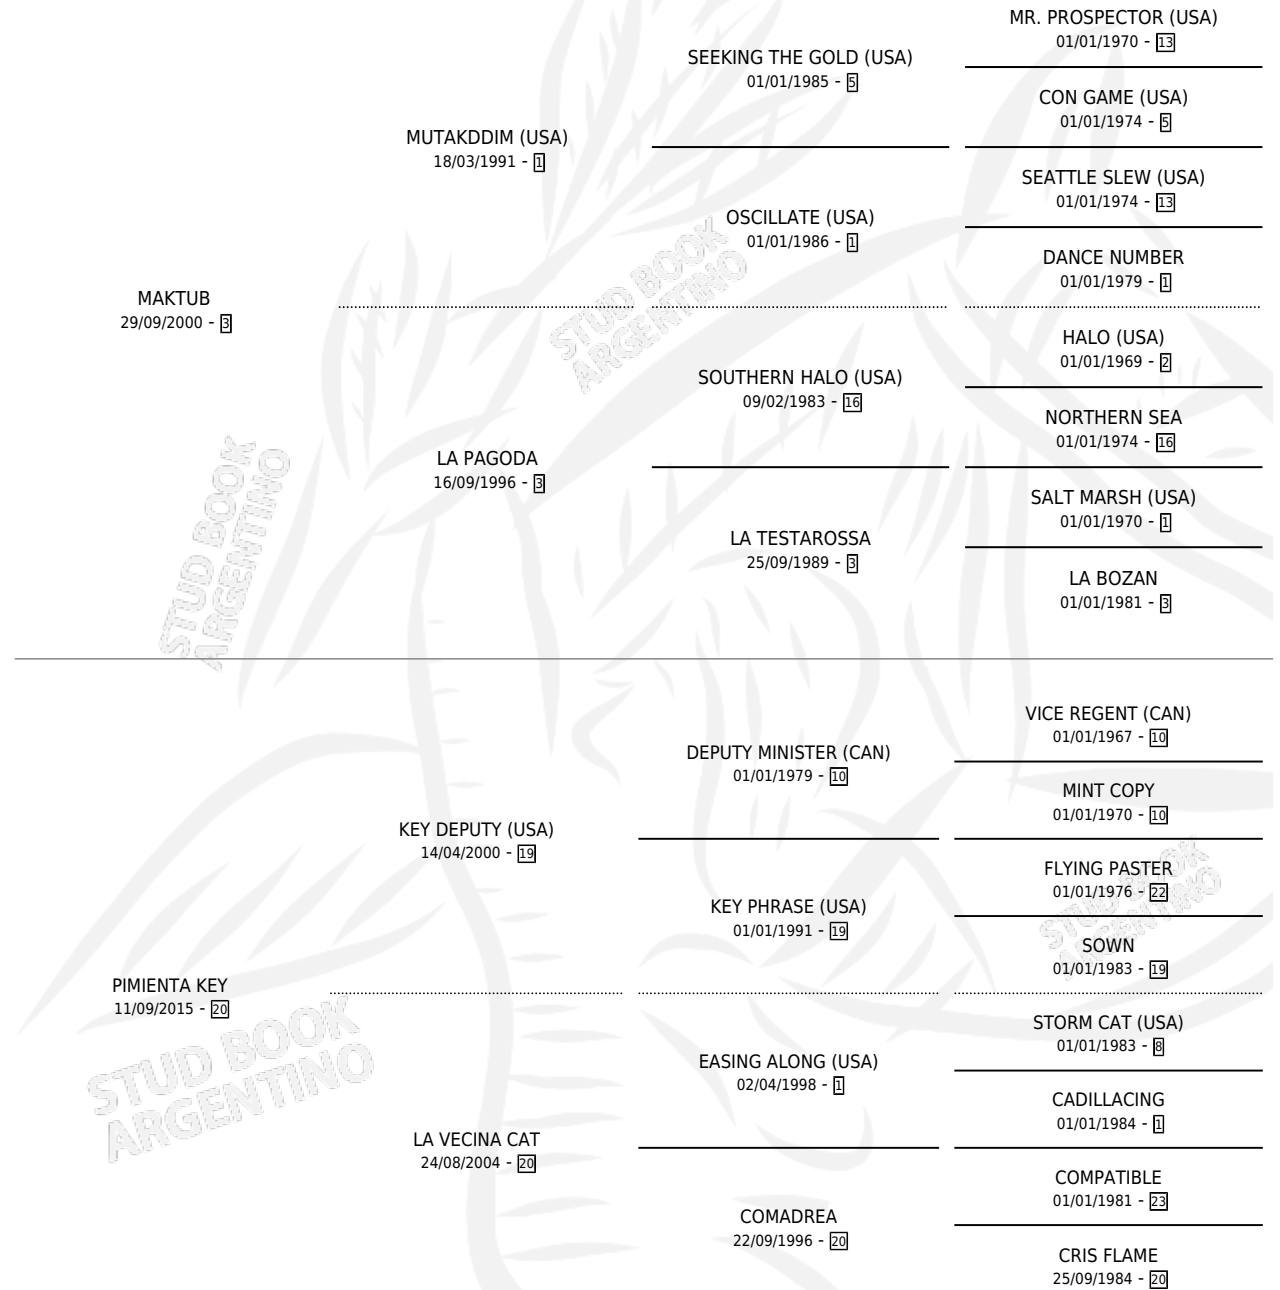 MR. PROSPECTOR (USA)
01/01/1970 - 13
SEEKING THE GOLD (USA)
01/01/1985 - 5
CON GAME (USA)
01/01/1974 - 5
MUTAKDDIM (USA)
18/03/1991 - 1
SEATTLE SLEW (USA)
01/01/1974 - 13
OSCILLATE (USA)
01/01/1986 - 1
DANCE NUMBER
01/01/1979 - 1
MAKTUB
29/09/2000 - 3
HALO (USA)
01/01/1969 - 2
SOUTHERN HALO (USA)
09/02/1983 - 16
NORTHERN SEA
01/01/1974 - 16
LA PAGODA
16/09/1996 - 3
SALT MARSH (USA)
01/01/1970 - 1
LA TESTAROSSA
25/09/1989 - 3
LA BOZAN
01/01/1981 - 3
STUD BOOK
ARGENTINO
STUD BOOK
ARGENTINO
VICE REGENT (CAN)
01/01/1967 - 10
DEPUTY MINISTER (CAN)
01/01/1979 - 10
MINT COPY
01/01/1970 - 10
KEY DEPUTY (USA)
14/04/2000 - 19
FLYING PASTER
01/01/1976 - 22
KEY PHRASE (USA)
01/01/1991 - 19
SOWN
01/01/1983 - 19
PIMIENTA KEY
11/09/2015 - 20
STORM CAT (USA)
01/01/1983 - 8
EASING ALONG (USA)
02/04/1998 - 1
CADILLACING
01/01/1984 - 1
LA VECINA CAT
24/08/2004 - 20
COMPATIBLE
01/01/1981 - 23
COMADREA
22/09/1996 - 20
CRIS FLAME
25/09/1984 - 20
STUD BOOK
ARGENTINO
STUD BOOK
ARGENTINO